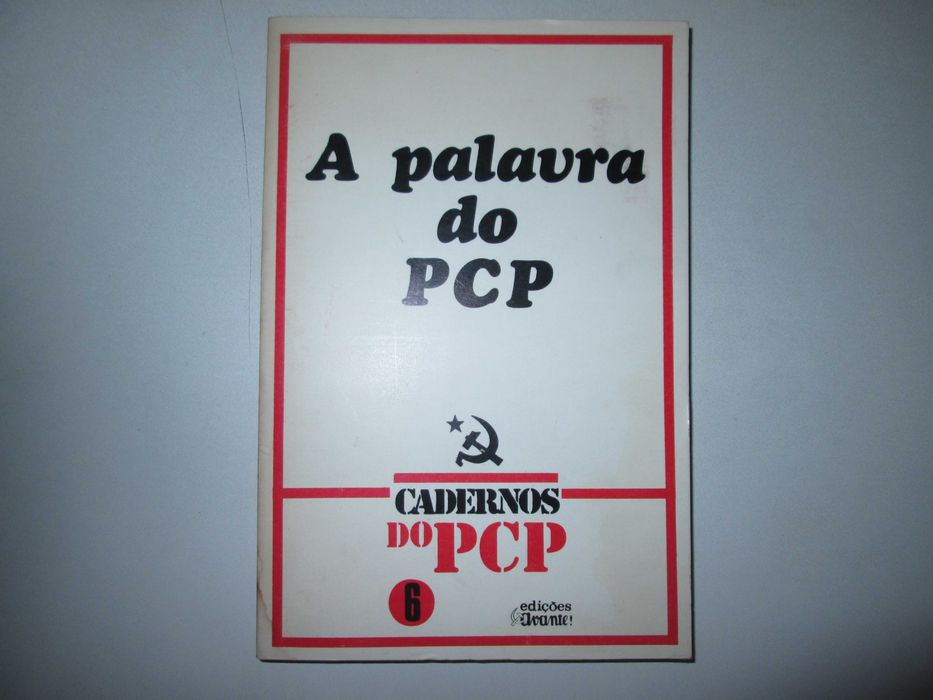 A palavra
do
PCP
CADERNOS
DO PCP
6
edições
avante!